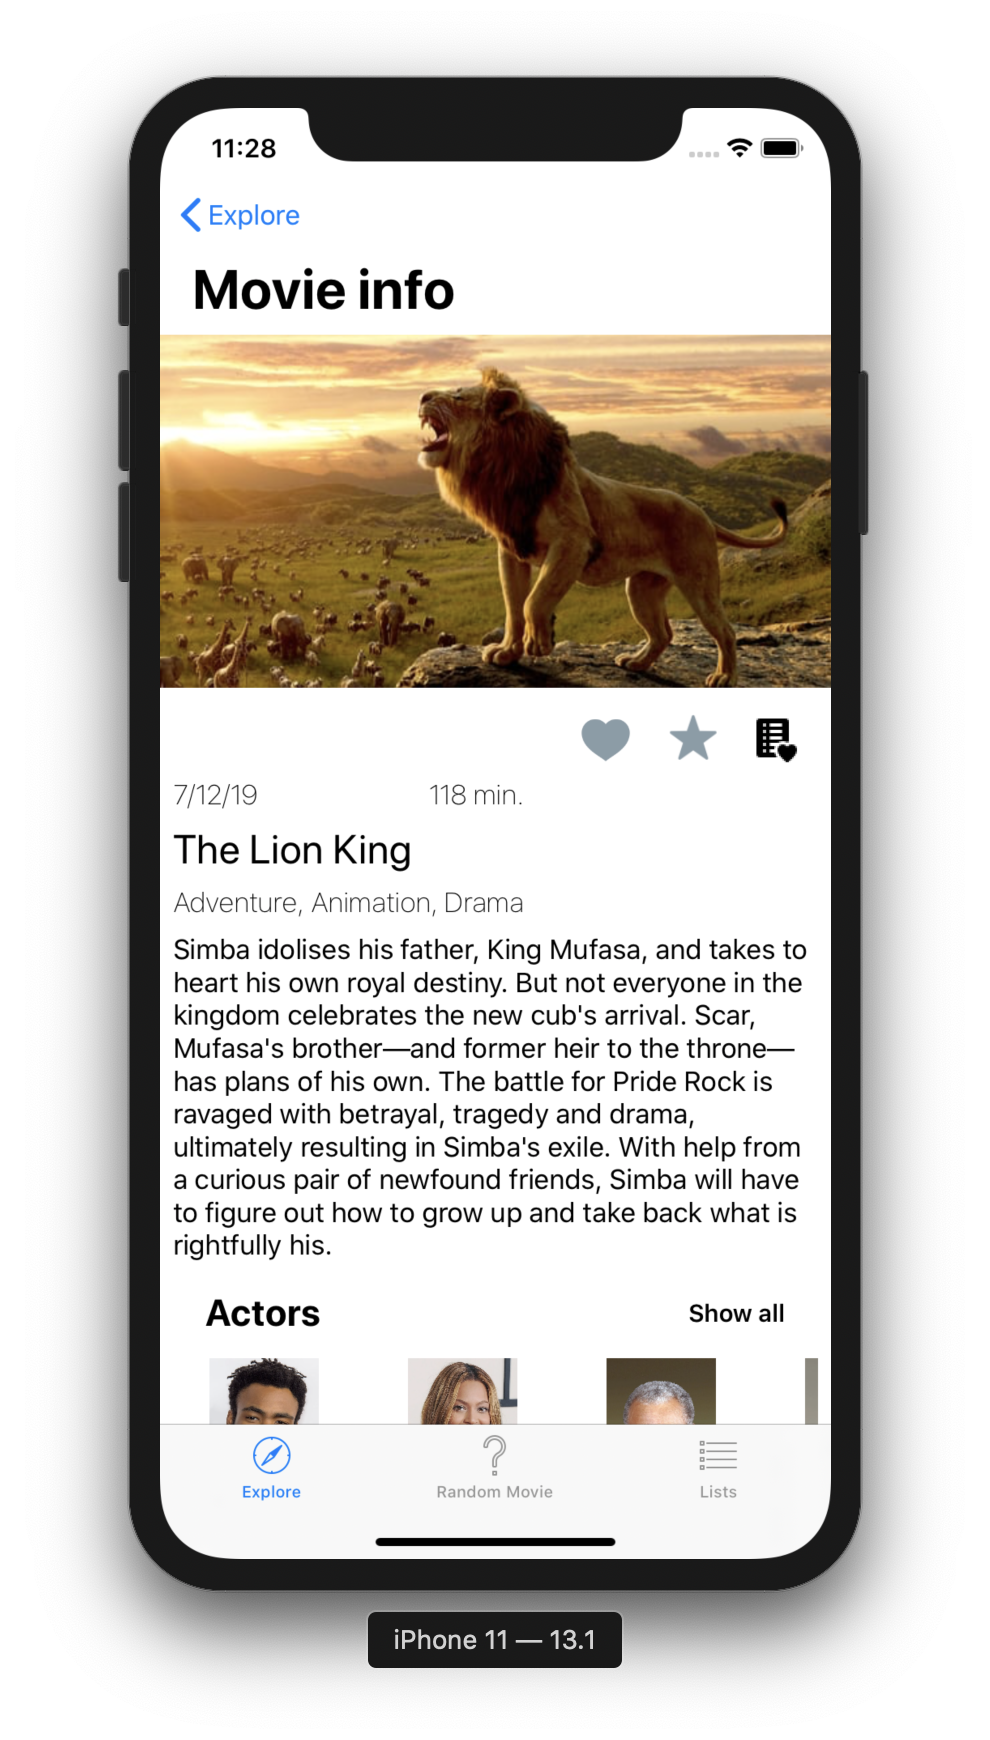 11:28
Explore
Movie info
7/12/19 118 min.
The Lion King
Adventure, Animation, Drama
Simba idolises his father, King Mufasa, and takes to
heart his own royal destiny. But not everyone in the
kingdom celebrates the new cub's arrival. Scar,
Mufasa's brother—and former heir to the throne—
has plans of his own. The battle for Pride Rock is
ravaged with betrayal, tragedy and drama,
ultimately resulting in Simba's exile. With help from
a curious pair of newfound friends, Simba will have
to figure out how to grow up and take back what is
rightfully his.
Actors Show all
Explore Random Movie Lists
iPhone 11 — 13.1